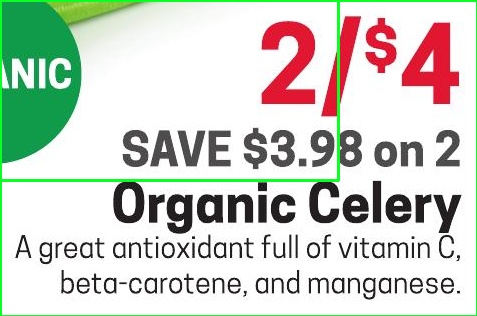 ANIC
2/$4
SAVE $3.98 on 2
Organic Celery
A great antioxidant full of vitamin C,
beta-carotene, and manganese.